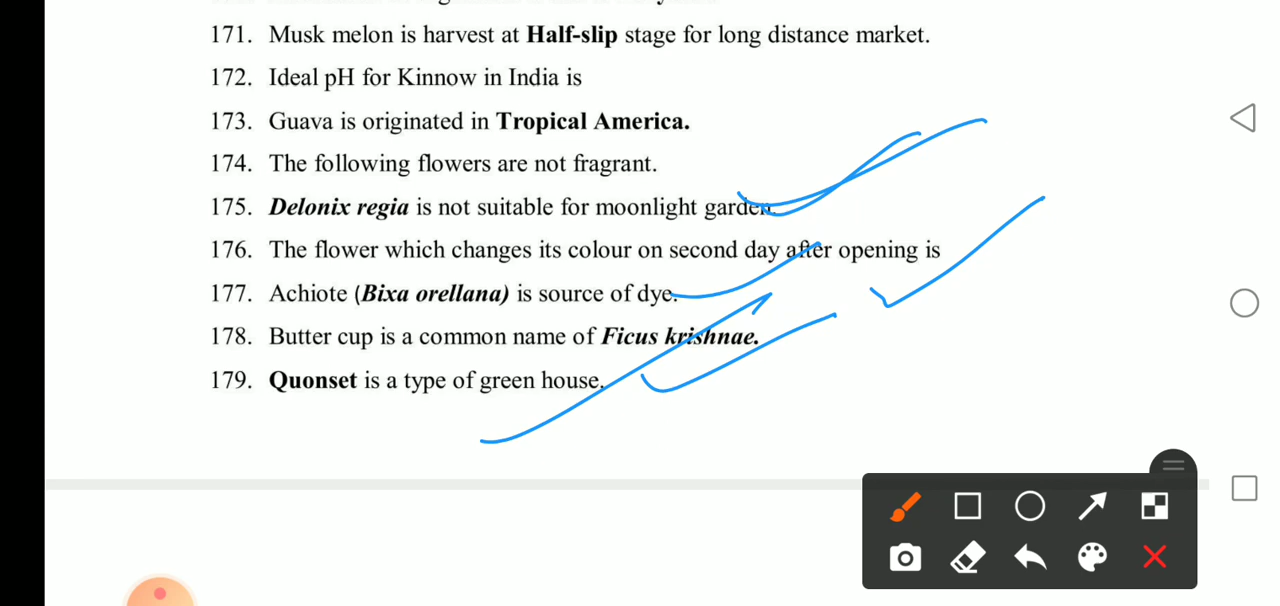 171. Musk melon is harvest at Half-slip stage for long distance market.
172. Ideal pH for Kinnow in India is
173. Guava is originated in Tropical America.
174. The following flowers are not fragrant.
175. Delonix regia is not suitable for moonlight garden.
176. The flower which changes its colour on second day after opening is
177. Achiote (Bixa orellana) is source of dye.
178. Butter cup is a common name of Ficus krishnae.
179. Quonset is a type of green house.